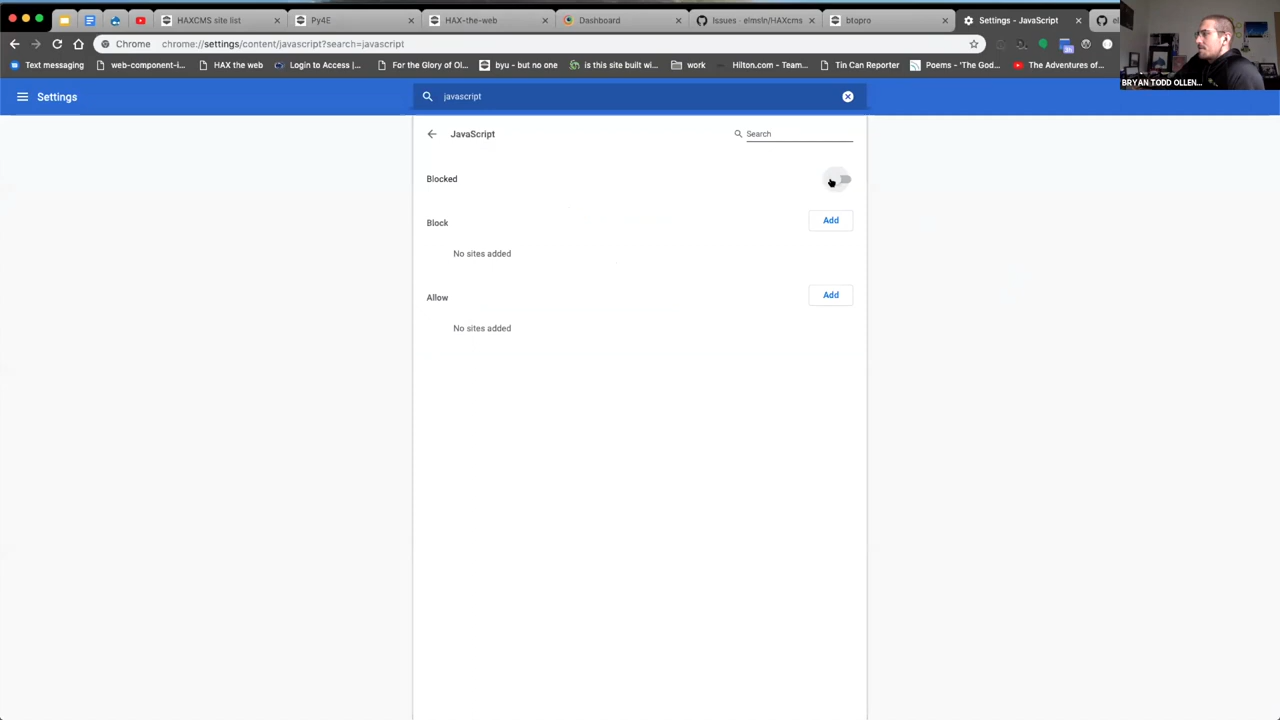 HAXCMS site list
Py4E
HAX-the-web
Dashboard
Issues · elmsln/HAXcms
btopro
Settings - JavaScript
el
Chrome
chrome://settings/content/javascript?search=javascript
Text messaging
web-component-i...
HAX the web
Login to Access |...
For the Glory of Ol...
byu - but no one
is this site built wi...
work
Hilton.com - Team...
Tin Can Reporter
Poems - 'The God...
The Adventures of...
BRYAN TODD OLLEN...
Settings
javascript
JavaScript
Search
Blocked
Block
Add
No sites added
Allow
Add
No sites added